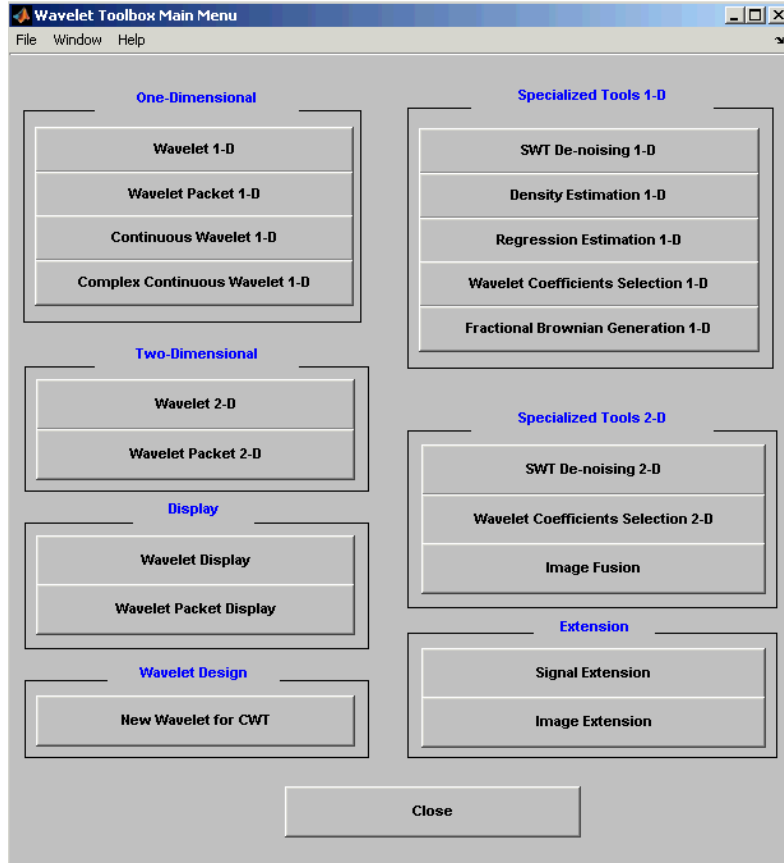 Wavelet Toolbox Main Menu
File Window Help
One-Dimensional
Wavelet 1-D
Wavelet Packet 1-D
Continuous Wavelet 1-D
Complex Continuous Wavelet 1-D
Two-Dimensional
Wavelet 2-D
Wavelet Packet 2-D
Display
Wavelet Display
Wavelet Packet Display
Wavelet Design
New Wavelet for CWT
Specialized Tools 1-D
SWT De-noising 1-D
Density Estimation 1-D
Regression Estimation 1-D
Wavelet Coefficients Selection 1-D
Fractional Brownian Generation 1-D
Specialized Tools 2-D
SWT De-noising 2-D
Wavelet Coefficients Selection 2-D
Image Fusion
Extension
Signal Extension
Image Extension
Close